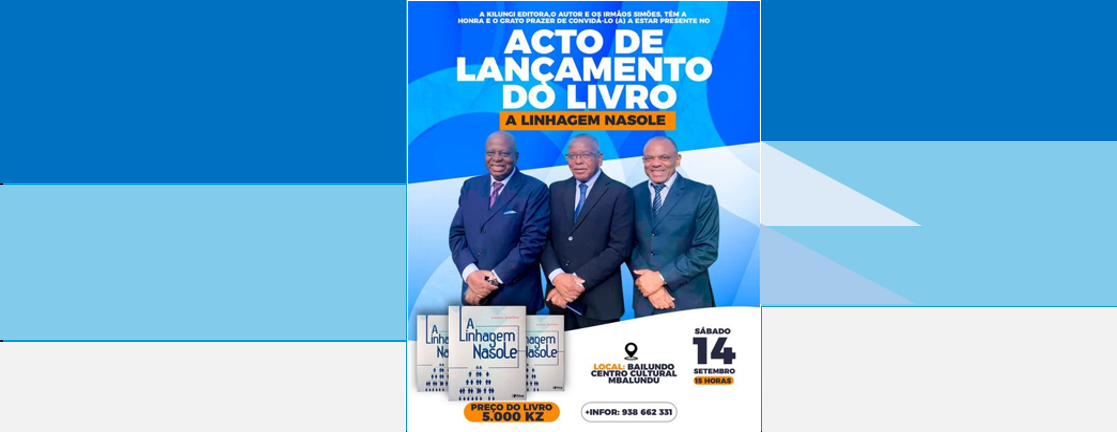 A KILUNGI EDITORA,O AUTOR E OS IRMÃOS SIMÕES, TÊM A
HONRA E O GRATO PRAZER DE CONVIDÁ-LO (A) A ESTAR PRESENTE NO
ACTO DE
LANÇAMENTO
DO LIVRO
A LINHAGEM NASOLE
A
Linhagem
Nasole
SÁBADO
14
SETEMBRO
15 HORAS
LOCAL: BAILUNDO
CENTRO CULTURAL
MBALUNDU
PREÇO DO LIVRO
5.000 KZ
+INFOR: 938 662 331